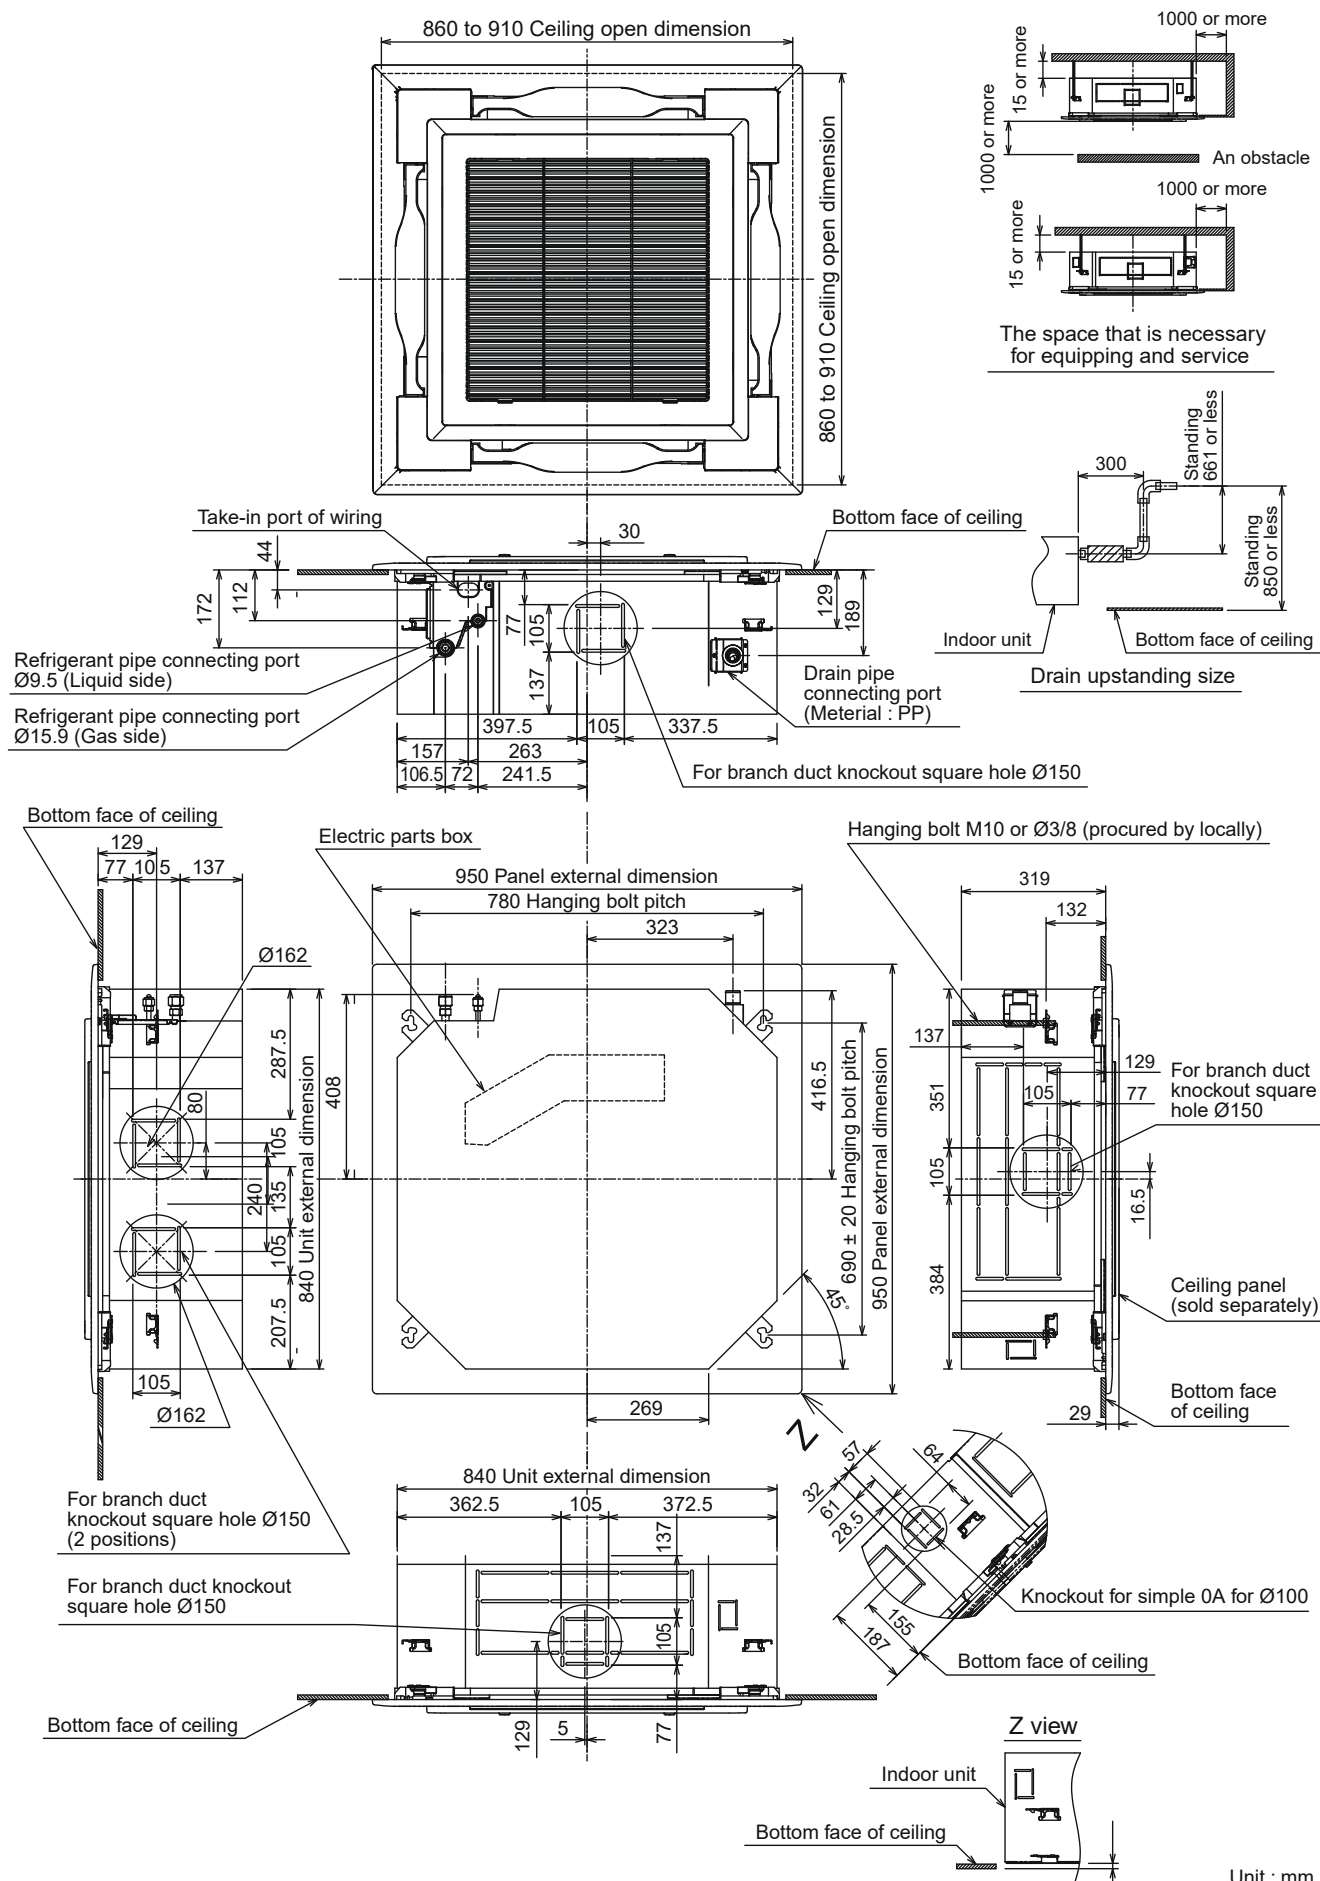 860 to 910 Ceiling open dimension
860 to 910 Ceiling open dimension
1000 or more
15 or more
1000 or more
An obstacle
1000 or more
15 or more
The space that is necessary
for equipping and service
Standing
661 or less
300
Standing
850 or less
Indoor unit
Bottom face of ceiling
Drain upstanding size
Take-in port of wiring
30
Bottom face of ceiling
44
172
112
77
105
137
129
189
Refrigerant pipe connecting port
Ø9.5 (Liquid side)
Refrigerant pipe connecting port
Ø15.9 (Gas side)
Drain pipe
connecting port
(Meterial : PP)
397.5
105
337.5
157
263
106.5
72
241.5
For branch duct knockout square hole Ø150
Bottom face of ceiling
129
77
105
137
Ø162
287.5
80
105
240
135
105
207.5
840 Unit external dimension
105
Ø162
For branch duct
knockout square hole Ø150
(2 positions)
Electric parts box
950 Panel external dimension
780 Hanging bolt pitch
323
408
416.5
690 ± 20 Hanging bolt pitch
950 Panel external dimension
45°
269
Hanging bolt M10 or Ø3/8 (procured by locally)
319
132
137
129
105
77
351
105
384
16.5
For branch duct
knockout square
hole Ø150
Ceiling panel
(sold separately)
Bottom face
of ceiling
29
Z
840 Unit external dimension
362.5
105
372.5
137
105
77
129
5
For branch duct knockout
square hole Ø150
Bottom face of ceiling
57
32
61
28.5
64
155
187
Knockout for simple 0A for Ø100
Bottom face of ceiling
Z view
Indoor unit
Bottom face of ceiling
Unit : mm